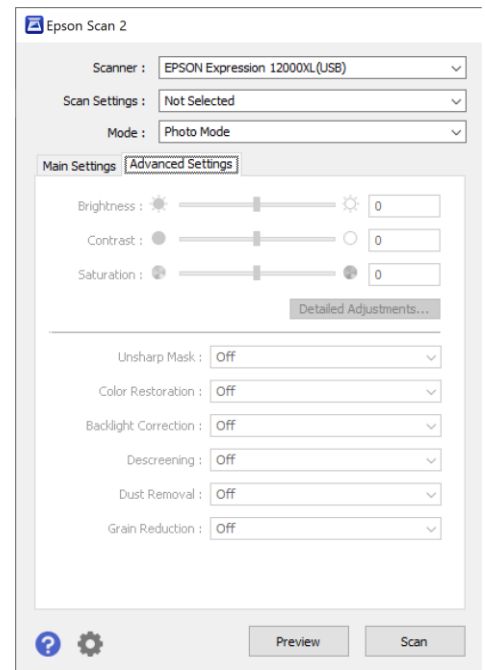 Epson Scan 2
Scanner : EPSON Expression 12000XL(USB)
Scan Settings : Not Selected
Mode : Photo Mode
Main Settings Advanced Settings
Brightness : 0
Contrast : 0
Saturation : 0
Detailed Adjustments...
Unsharp Mask : Off
Color Restoration : Off
Backlight Correction : Off
Descreening : Off
Dust Removal : Off
Grain Reduction : Off
? Preview Scan